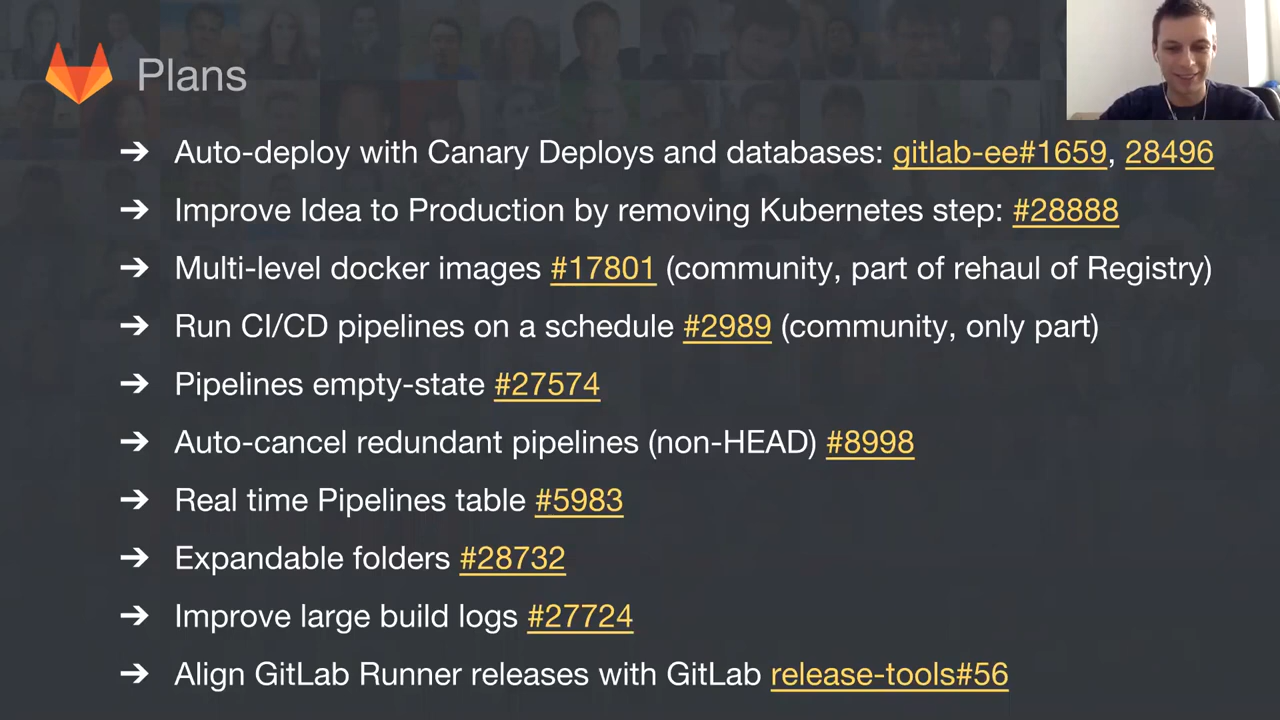 Plans
➔ Auto-deploy with Canary Deploys and databases: gitlab-ee#1659, 28496
➔ Improve Idea to Production by removing Kubernetes step: #28888
➔ Multi-level docker images #17801 (community, part of rehaul of Registry)
➔ Run CI/CD pipelines on a schedule #2989 (community, only part)
➔ Pipelines empty-state #27574
➔ Auto-cancel redundant pipelines (non-HEAD) #8998
➔ Real time Pipelines table #5983
➔ Expandable folders #28732
➔ Improve large build logs #27724
➔ Align GitLab Runner releases with GitLab release-tools#56